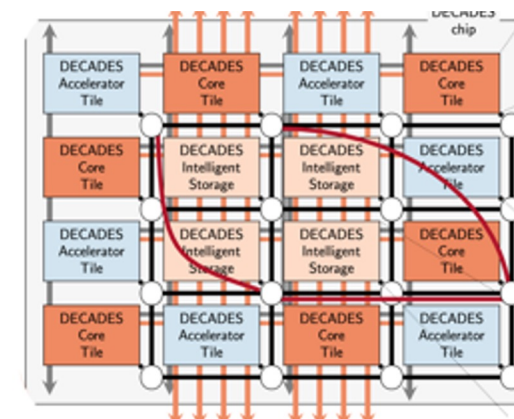 DECADES
chip
DECADES
Accelerator
Tile
DECADES
Core
Tile
DECADES
Accelerator
Tile
DECADES
Core
Tile
DECADES
Core
Tile
DECADES
Intelligent
Storage
DECADES
Intelligent
Storage
DECADES
Accelerator
Tile
DECADES
Accelerator
Tile
DECADES
Intelligent
Storage
DECADES
Intelligent
Storage
DECADES
Core
Tile
DECADES
Core
Tile
DECADES
Accelerator
Tile
DECADES
Core
Tile
DECADES
Accelerator
Tile